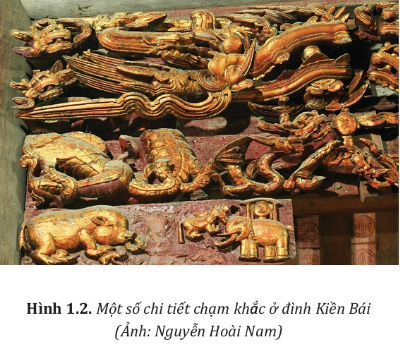 Hình 1.2. Một số chi tiết chạm khắc ở đình Kiền Bái
(Ảnh: Nguyễn Hoài Nam)